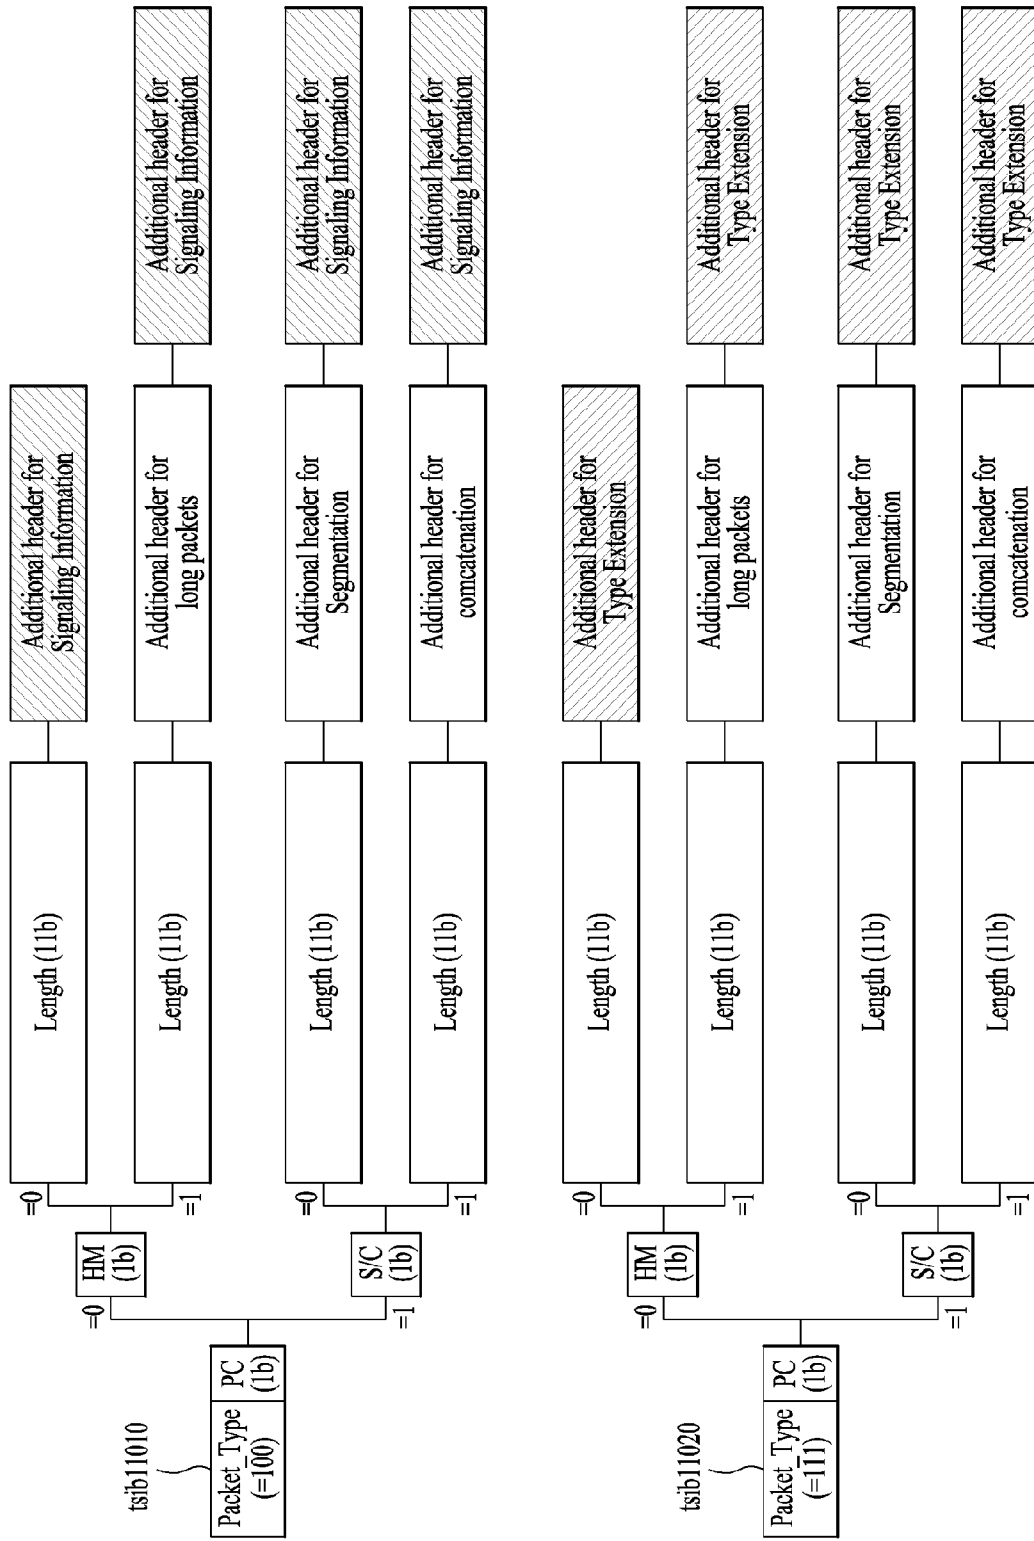 tsib11010
Packet_Type
(=100)
PC
(1b)
=0
HM
(1b)
=0
Length (11b)
Additional header for
Signaling Information
=1
Length (11b)
Additional header for
long packets
Additional header for
Signaling Information
=1
S/C
(1b)
=0
Length (11b)
Additional header for
Segmentation
Additional header for
Signaling Information
=1
Length (11b)
Additional header for
comcatenation
Additional header for
Signaling Information
tsib11020
Packet_Type
(=111)
PC
(1b)
=0
HM
(1b)
=0
Length (11b)
Additional header for
Type Extension
=1
Length (11b)
Additional header for
long packets
Additional header for
Type Extension
=1
S/C
(1b)
=0
Length (11b)
Additional header for
Segmentation
Additional header for
Type Extension
=1
Length (11b)
Additional header for
concatenation
Additional header for
Type Extension